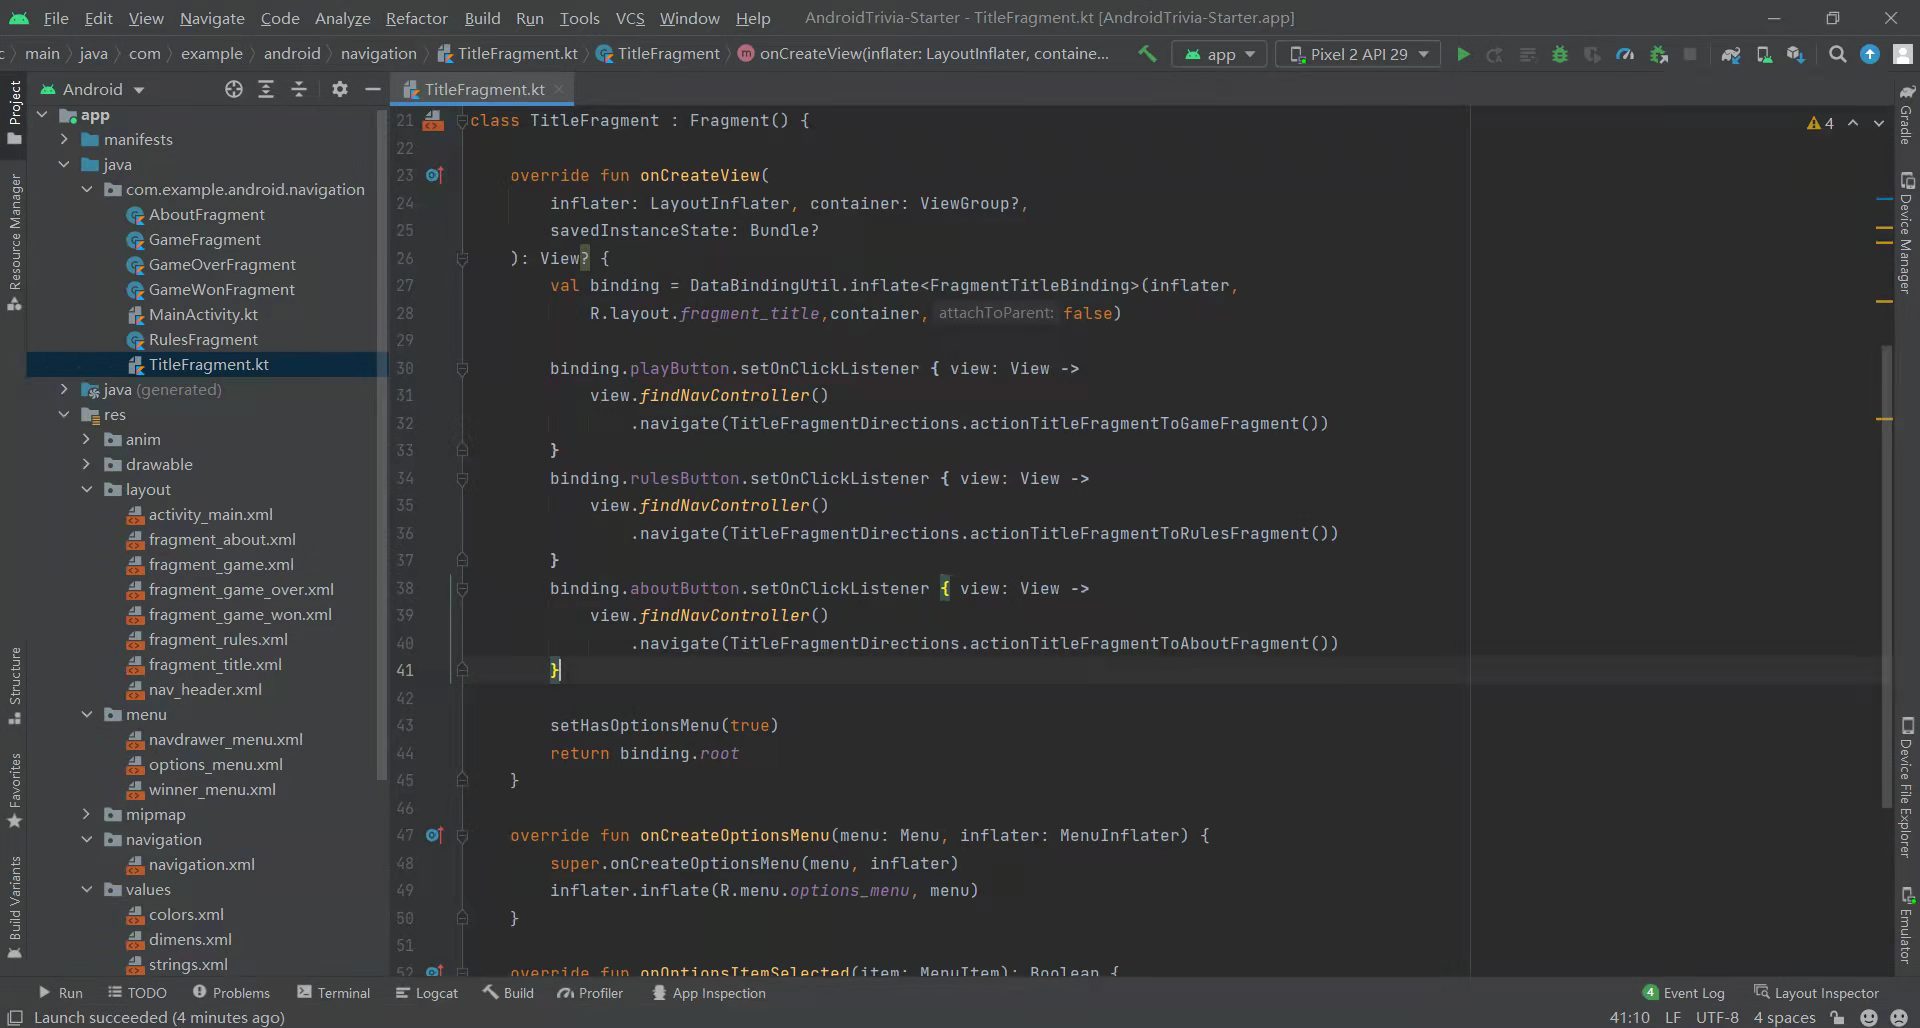 File Edit View Navigate Code Analyze Refactor Build Run Tools VCS Window Help AndroidTrivia-Starter - TitleFragment.kt [AndroidTrivia-Starter.app]
c main java com example android navigation TitleFragment.kt TitleFragment m onCreateView(inflater: LayoutInflater, containe... app Pixel 2 API 29
Project
Resource Manager
Structure
Favorites
Build Variants
Android
app
manifests
java
com.example.android.navigation
AboutFragment
GameFragment
GameOverFragment
GameWonFragment
MainActivity.kt
RulesFragment
TitleFragment.kt
java (generated)
res
anim
drawable
layout
activity_main.xml
fragment_about.xml
fragment_game.xml
fragment_game_over.xml
fragment_game_won.xml
fragment_rules.xml
fragment_title.xml
nav_header.xml
menu
navdrawer_menu.xml
options_menu.xml
winner_menu.xml
mipmap
navigation
navigation.xml
values
colors.xml
dimens.xml
strings.xml
TitleFragment.kt
4
21 class TitleFragment : Fragment() {
22
23 override fun onCreateView(
24 inflater: LayoutInflater, container: ViewGroup?,
25 savedInstanceState: Bundle?
26 ): View? {
27 val binding = DataBindingUtil.inflate<FragmentTitleBinding>(inflater,
28 R.layout.fragment_title,container, attachToParent: false)
29
30 binding.playButton.setOnClickListener { view: View ->
31 view.findNavController()
32 .navigate(TitleFragmentDirections.actionTitleFragmentToGameFragment())
33 }
34 binding.rulesButton.setOnClickListener { view: View ->
35 view.findNavController()
36 .navigate(TitleFragmentDirections.actionTitleFragmentToRulesFragment())
37 }
38 binding.aboutButton.setOnClickListener { view: View ->
39 view.findNavController()
40 .navigate(TitleFragmentDirections.actionTitleFragmentToAboutFragment())
41 }
42
43 setHasOptionsMenu(true)
44 return binding.root
45 }
46
47 override fun onCreateOptionsMenu(menu: Menu, inflater: MenuInflater) {
48 super.onCreateOptionsMenu(menu, inflater)
49 inflater.inflate(R.menu.options_menu, menu)
50 }
51
52 override fun onOptionsItemSelected(item: MenuItem): Boolean {
Gradle
Device Manager
Device File Explorer
Emulator
Run TODO Problems Terminal Logcat Build Profiler App Inspection 4 Event Log Layout Inspector
Launch succeeded (4 minutes ago) 41:10 LF UTF-8 4 spaces